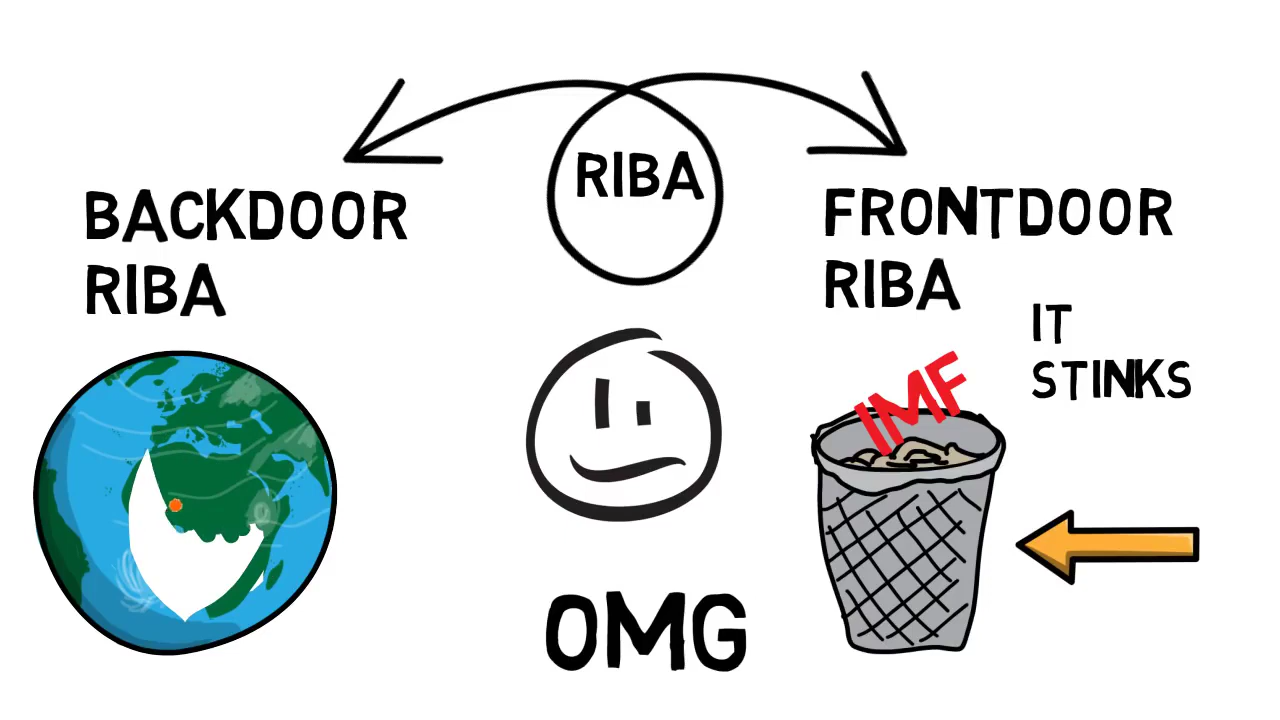 RIBA
BACKDOOR
RIBA
FRONTDOOR
RIBA
IT
STINKS
IMF
OMG